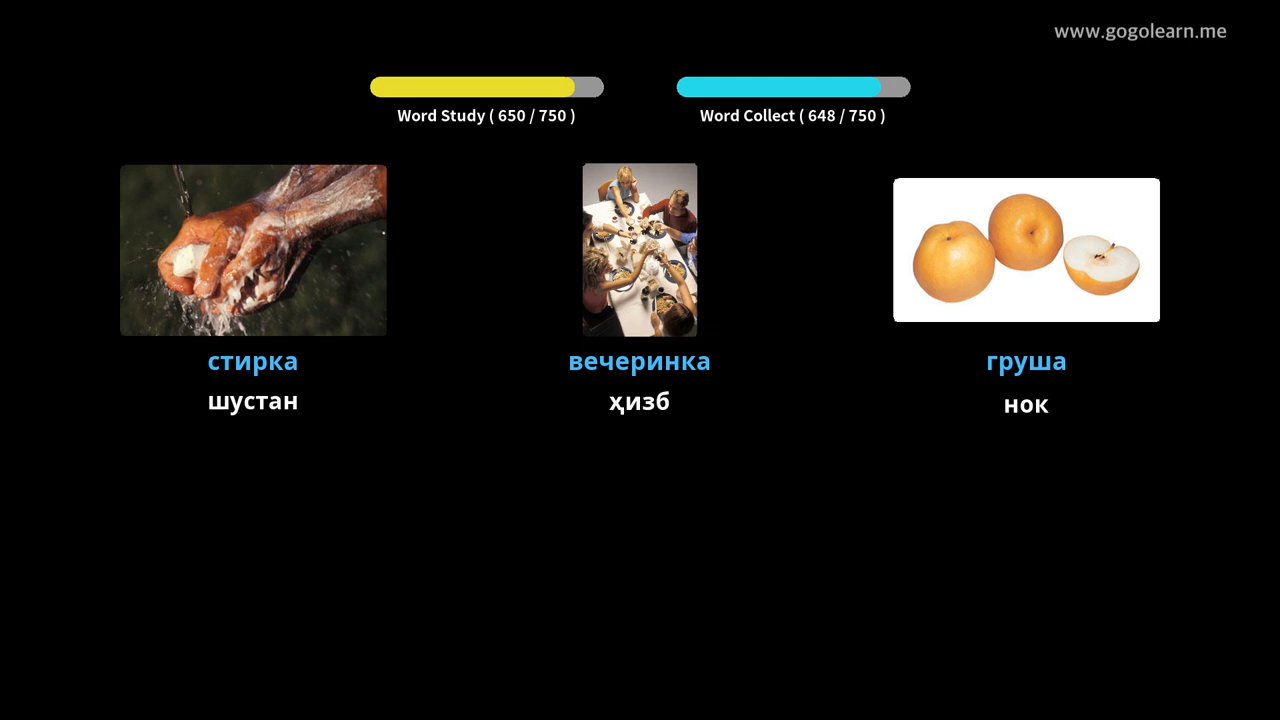 www.gogolearn.me
Word Study ( 650 / 750 )
Word Collect ( 648 / 750 )
стирка
вечеринка
груша
шустан
ҳизб
нок